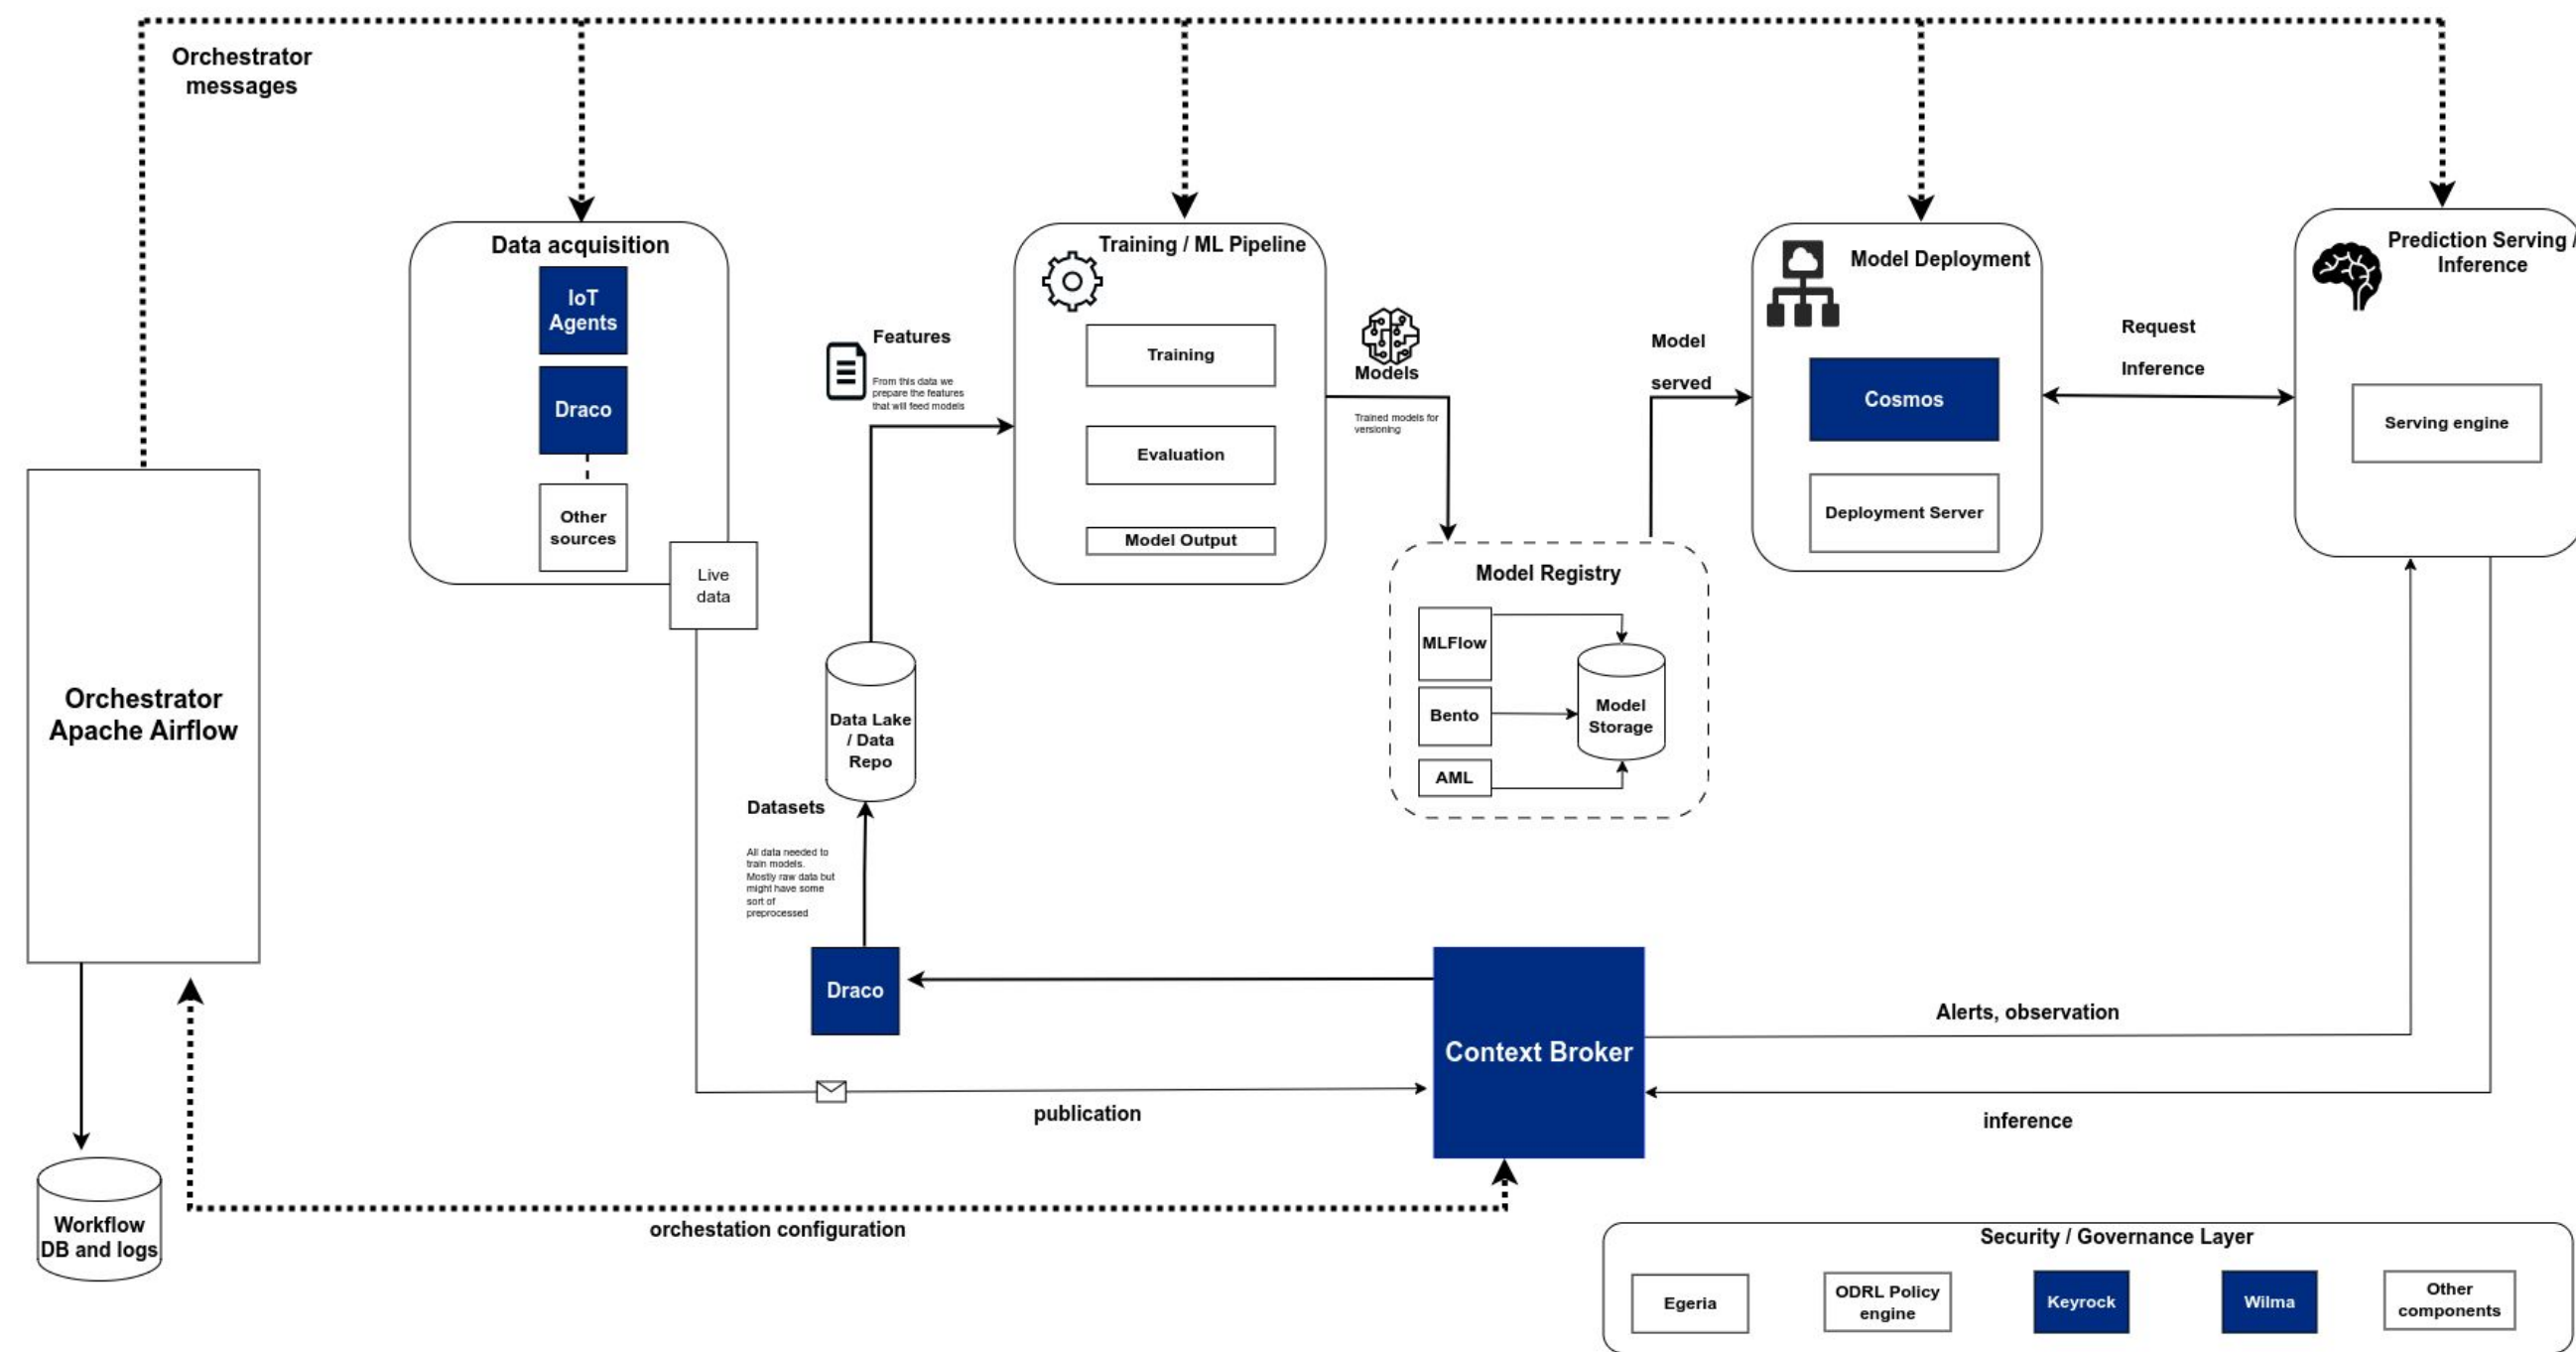 Orchestrator
messages
Data acquisition
IoT
Agents
Draco
Other
sources
Live
data
Features
From this data we
prepare the features
that will feed models
Training / ML Pipeline
Training
Evaluation
Model Output
Models
Trained models for
versioning
Model
served
Model Deployment
Cosmos
Deployment Server
Request
Inference
Prediction Serving /
Inference
Serving engine
Orchestrator
Apache Airflow
Data Lake
/ Data
Repo
Datasets
All data needed to
train models.
Mostly raw data but
might have some
sort of
preprocessed
Draco
Model Registry
MLFlow
Bento
AML
Model
Storage
Context Broker
Alerts, observation
publication
inference
orchestation configuration
Workflow
DB and logs
Security / Governance Layer
Egeria
ODRL Policy
engine
Keyrock
Wilma
Other
components